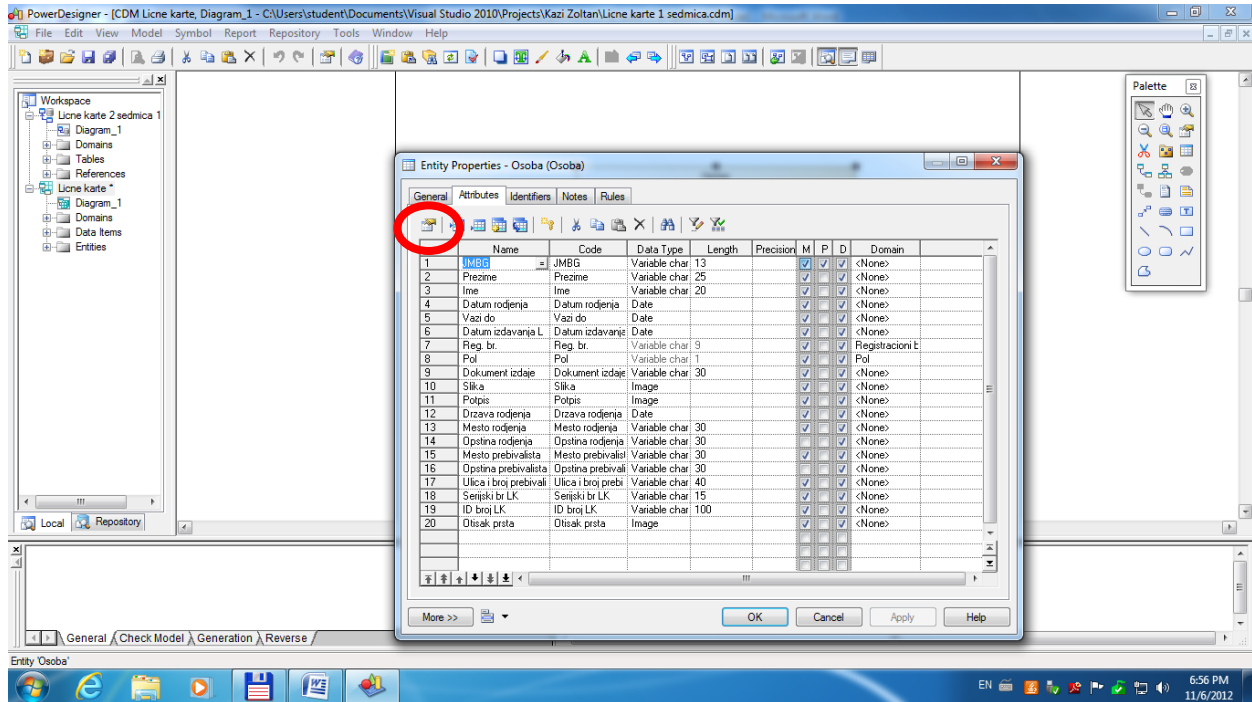 PowerDesigner - [CDM Licne karte, Diagram_1 - C:\Users\student\Documents\Visual Studio 2010\Projects\Kazi Zoltan\Licne karte 1 sedmica.cdm]
File Edit View Model Symbol Report Repository Tools Window Help
Workspace
Licne karte 2 sedmica 1
Diagram_1
Domains
Tables
References
Licne karte *
Diagram_1
Domains
Data Items
Entities
Local Repository
Palette
Entity Properties - Osoba (Osoba)
General Attributes Identifiers Notes Rules
Name Code Data Type Length Precision M P D Domain
1 JMBG = JMBG Variable char 13 <None>
2 Prezime Prezime Variable char 25 <None>
3 Ime Ime Variable char 20 <None>
4 Datum rodjenja Datum rodjenja Date <None>
5 Vazi do Vazi do Date <None>
6 Datum izdavanja L Datum izdavanja Date <None>
7 Reg. br. Reg. br. Variable char 9 Registracioni b
8 Pol Pol Variable char 1 Pol
9 Dokument izdaje Dokument izdaje Variable char 30 <None>
10 Slika Slika Image <None>
11 Potpis Potpis Image <None>
12 Drzava rodjenja Drzava rodjenja Date <None>
13 Mesto rodjenja Mesto rodjenja Variable char 30 <None>
14 Opstina rodjenja Opstina rodjenja Variable char 30 <None>
15 Mesto prebivalista Mesto prebivalist Variable char 30 <None>
16 Opstina prebivalista Opstina prebivali Variable char 30 <None>
17 Ulica i broj prebivali Ulica i broj prebi Variable char 40 <None>
18 Serijski br LK Serijski br LK Variable char 15 <None>
19 ID broj LK ID broj LK Variable char 100 <None>
20 Otisak prsta Otisak prsta Image <None>
More >> OK Cancel Apply Help
General Check Model Generation Reverse
Entity 'Osoba'
EN 6:56 PM
11/6/2012